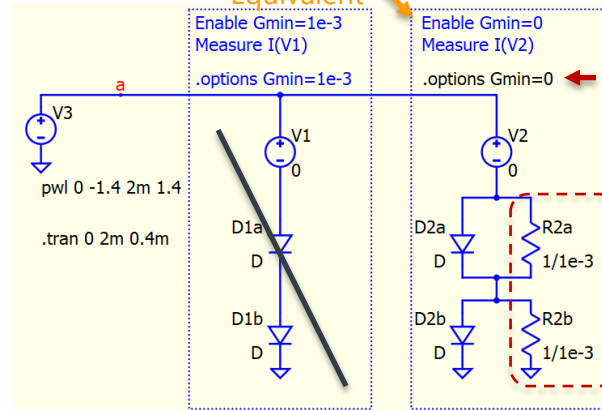 Equivalent
Enable Gmin=1e-3
Measure I(V1)
.options Gmin=1e-3
Enable Gmin=0
Measure I(V2)
.options Gmin=0
a
V3
pwl 0 -1.4 2m 1.4
.tran 0 2m 0.4m
V1
0
D1a
D
D1b
D
V2
0
D2a
D
R2a
1/1e-3
D2b
D
R2b
1/1e-3